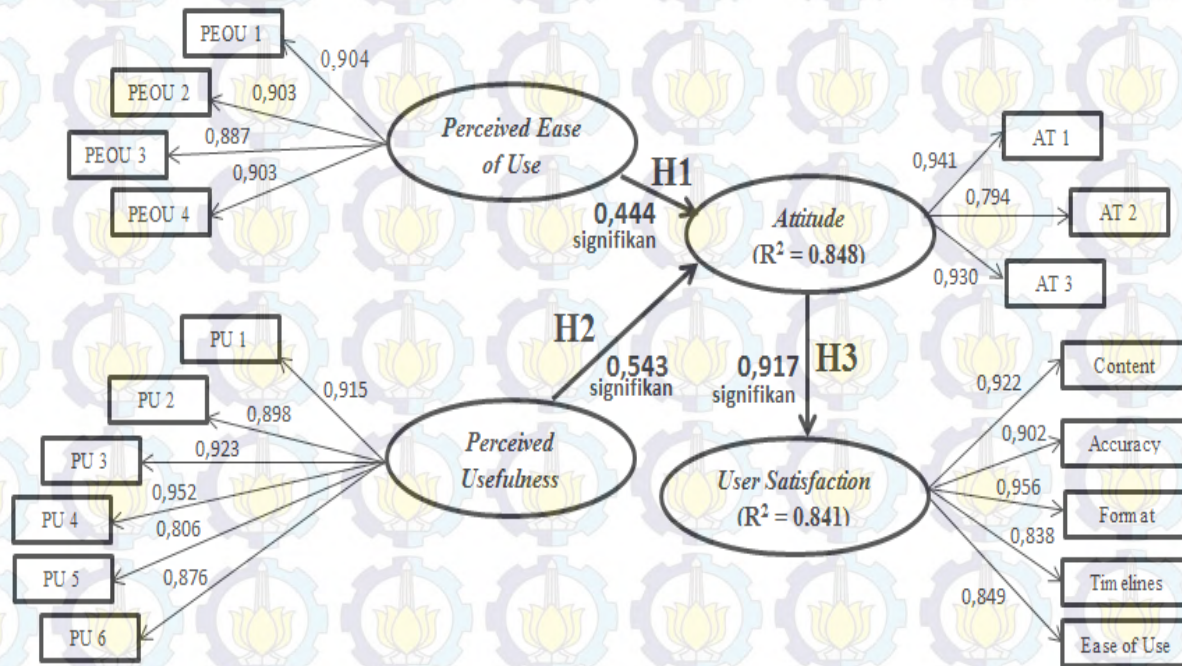 PEOU 1
0,904
PEOU 2
0,903
PEOU 3
0,887
PEOU 4
0,903
Perceived Ease
of Use
H1
0,444
signifikan
Attitude
(R² = 0.848)
0,941
AT 1
0,794
AT 2
0,930
AT 3
PU 1
0,915
PU 2
0,898
PU 3
0,923
PU 4
0,952
PU 5
0,806
PU 6
0,876
Perceived
Usefulness
H2
0,543
signifikan
0,917
signifikan
H3
User Satisfaction
(R² = 0.841)
0,922
Content
0,902
Accuracy
0,956
Format
0,838
Timelines
0,849
Ease of Use